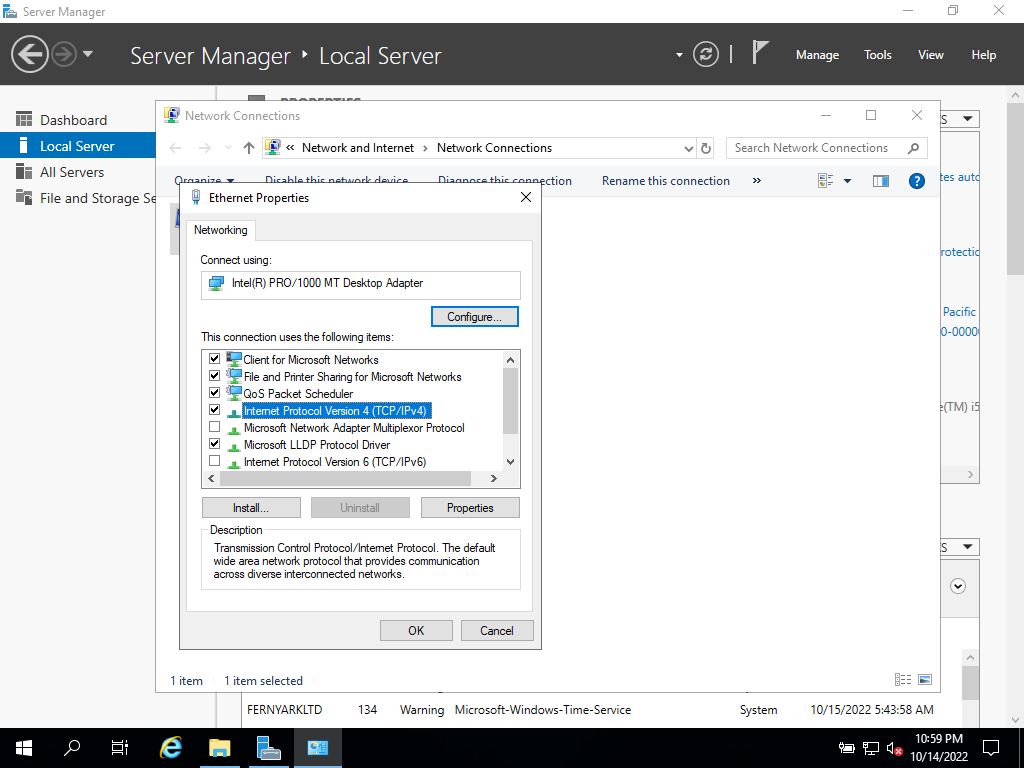 Server Manager
Server Manager ‣ Local Server
Manage
Tools
View
Help
Dashboard
Local Server
All Servers
File and Storage Se
PROPERTIES
Network Connections
« Network and Internet › Network Connections
Search Network Connections
Organize
Disable this network device
Diagnose this connection
Rename this connection
»
Ethernet Properties
Networking
Connect using:
Intel(R) PRO/1000 MT Desktop Adapter
Configure...
This connection uses the following items:
Client for Microsoft Networks
File and Printer Sharing for Microsoft Networks
QoS Packet Scheduler
Internet Protocol Version 4 (TCP/IPv4)
Microsoft Network Adapter Multiplexor Protocol
Microsoft LLDP Protocol Driver
Internet Protocol Version 6 (TCP/IPv6)
Install...
Uninstall
Properties
Description
Transmission Control Protocol/Internet Protocol. The default
wide area network protocol that provides communication
across diverse interconnected networks.
OK
Cancel
S
tes auto
rotectio
Pacific
0-0000
e(TM) i5
S
1 item
1 item selected
FERNYARKLTD 134 Warning Microsoft-Windows-Time-Service System 10/15/2022 5:43:58 AM
10:59 PM
10/14/2022